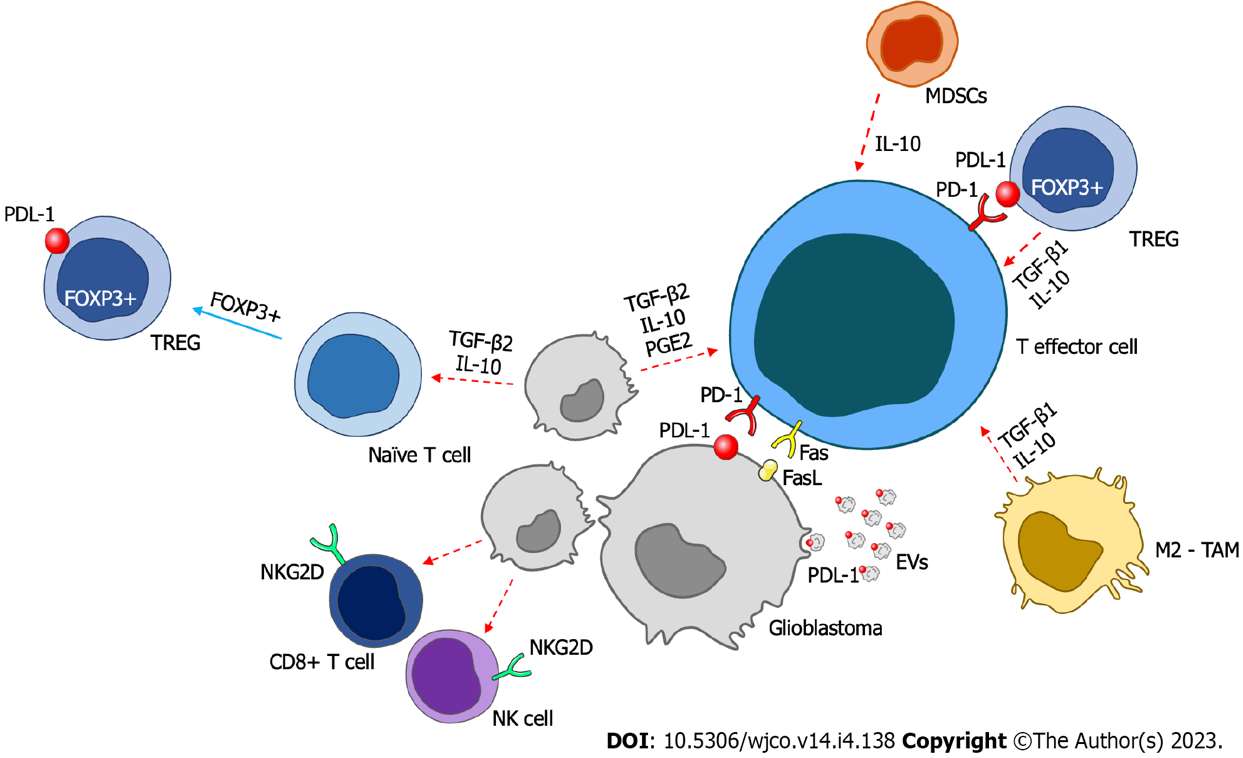 MDSCs
IL-10
PDL-1
PD-1
FOXP3+
TREG
TGF-β1
IL-10
PDL-1
FOXP3+
TREG
FOXP3+
TGF-β2
IL-10
Naïve T cell
TGF-β2
IL-10
PGE2
T effector cell
PD-1
PDL-1
Fas
FasL
TGF-β1
IL-10
M2 - TAM
EVs
PDL-1
Glioblastoma
NKG2D
CD8+ T cell
NKG2D
NK cell
DOI: 10.5306/wjco.v14.i4.138 Copyright ©The Author(s) 2023.